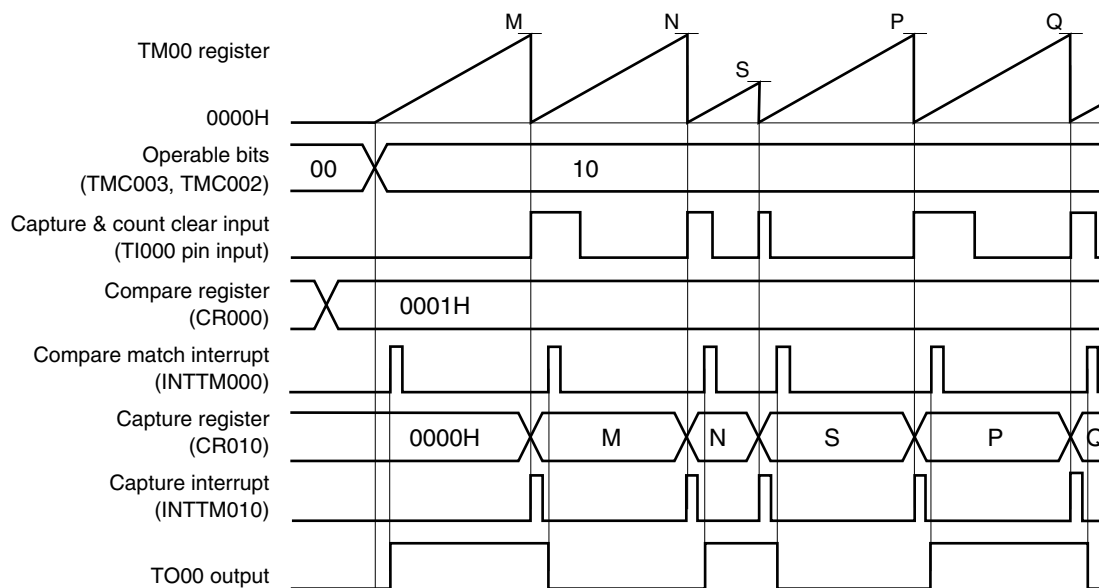 M N S P Q
TM00 register
0000H
Operable bits
(TMC003, TMC002)
00 10
Capture & count clear input
(TI000 pin input)
Compare register
(CR000)
0001H
Compare match interrupt
(INTTM000)
Capture register
(CR010)
0000H M N S P Q
Capture interrupt
(INTTM010)
TO00 output